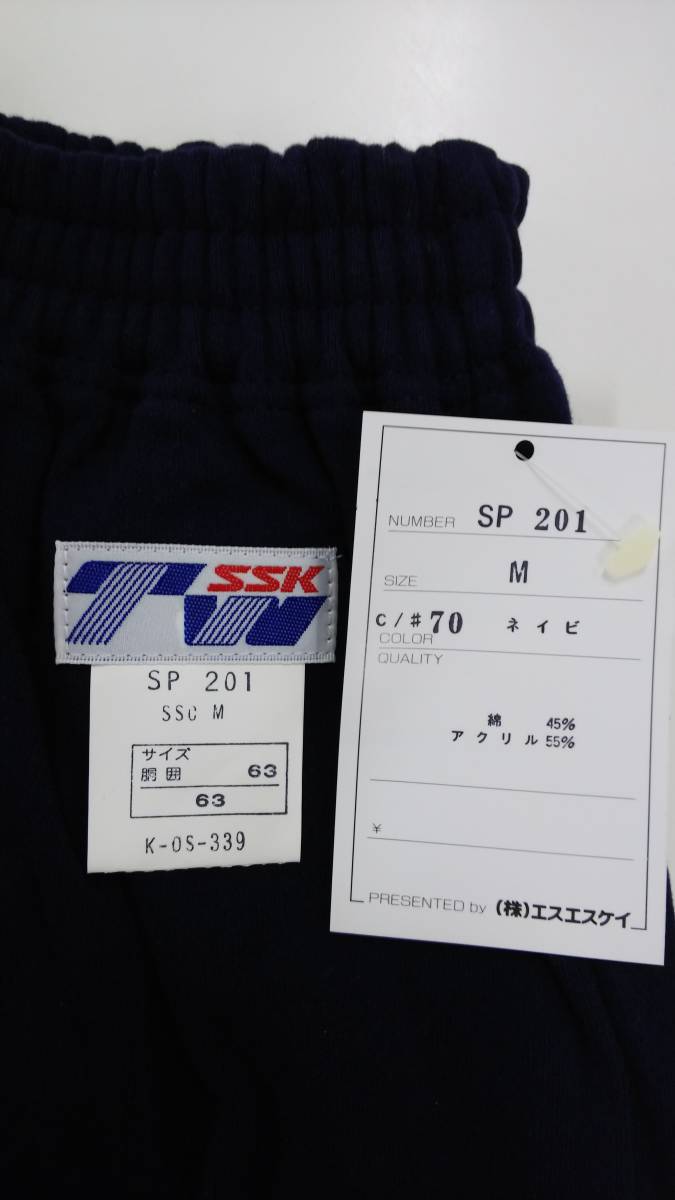 SSK
TW
SP 201
SSC M
サイズ
胴囲 63
63
K-OS-339
NUMBER SP 201
SIZE M
C/#70 ネイビ
COLOR
QUALITY
綿 45%
アクリル 55%
¥
PRESENTED by (株)エスエスケイ